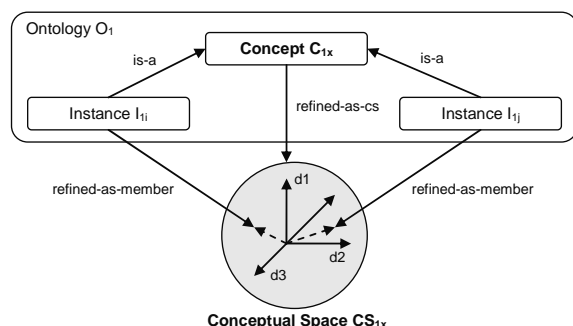 Ontology O₁
Concept C₁ₓ
is-a
is-a
Instance I₁ᵢ
refined-as-cs
Instance I₁ⱼ
refined-as-member
refined-as-member
d1
d2
d3
Conceptual Space CS₁ₓ